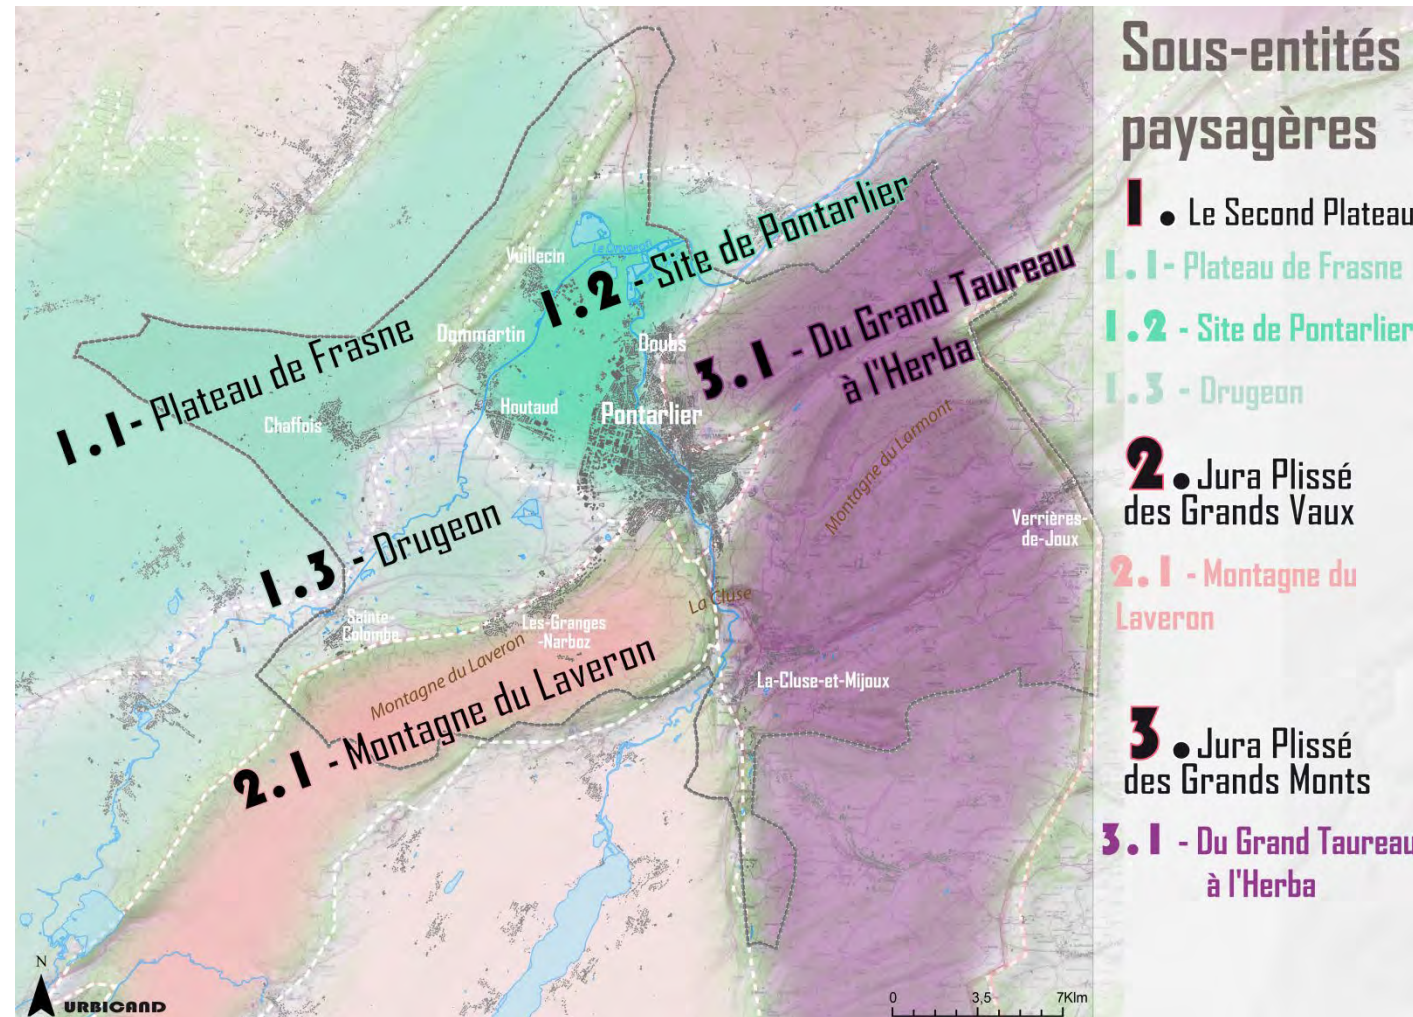 Sous-entités
paysagères
1. Le Second Plateau
1.1- Plateau de Frasne
1.2 - Site de Pontarlier
1.3 - Drugeon
2. Jura Plissé
des Grands Vaux
2.1 - Montagne du
Laveron
3. Jura Plissé
des Grands Monts
3.1 - Du Grand Taureau
à l'Herba
1.2 - Site de Pontarlier
Vuillecin
Le Drugeon
Dommartin
Doubs
3.1 - Du Grand Taureau
à l'Herba
1.1- Plateau de Frasne
Chaffois
Houtaud
Pontarlier
Montagne du Larmont
Verrières-
de-Joux
1.3 - Drugeon
La Cluse
Sainte-
Colombe
Les-Granges
-Narboz
Montagne du Laveron
2.1 - Montagne du Laveron
La-Cluse-et-Mijoux
N
URBICAND
0 3,5 7Klm